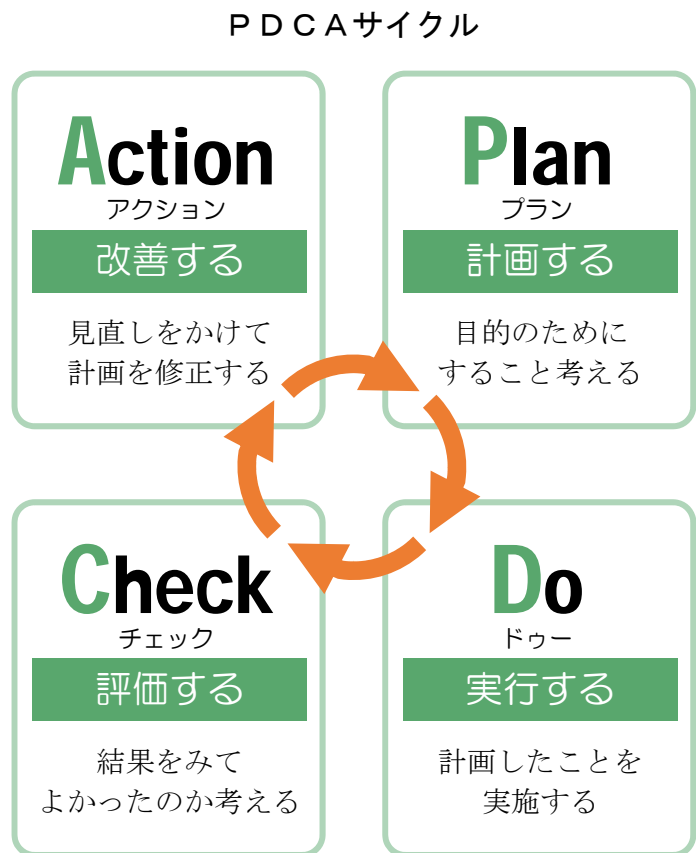 ＰＤＣＡサイクル
Action
アクション
改善する
見直しをかけて
計画を修正する
Plan
プラン
計画する
目的のために
すること考える
Check
チェック
評価する
結果をみて
よかったのか考える
Do
ドゥー
実行する
計画したことを
実施する